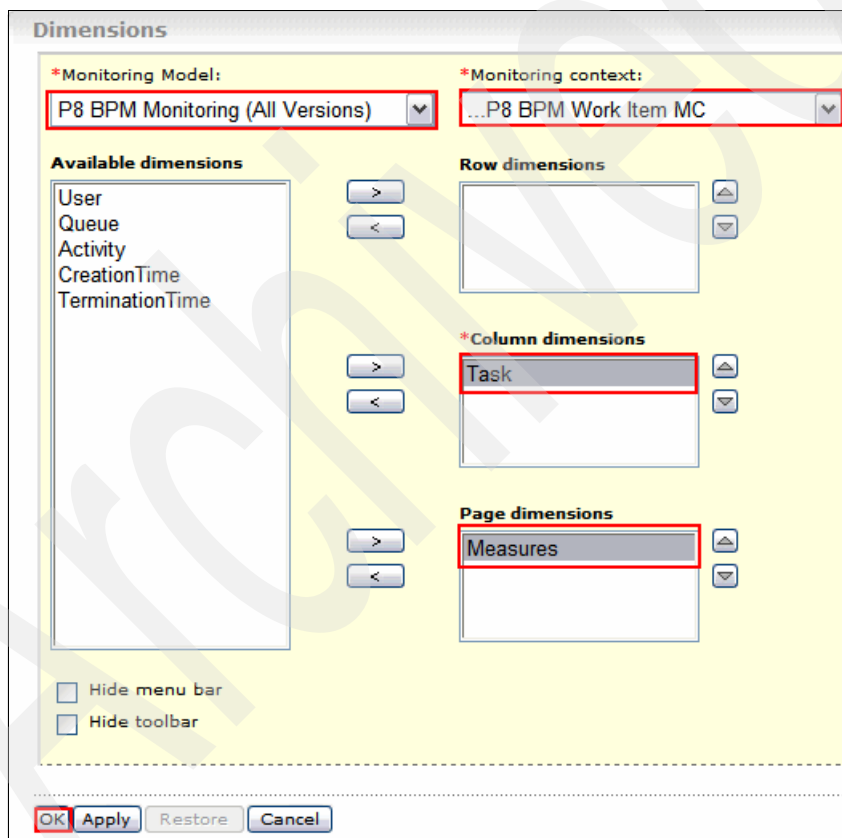 Dimensions
*Monitoring Model:
*Monitoring context:
P8 BPM Monitoring (All Versions)
...P8 BPM Work Item MC
Available dimensions
Row dimensions
User
Queue
Activity
CreationTime
TerminationTime
>
<
*Column dimensions
Task
>
<
Page dimensions
Measures
>
<
Hide menu bar
Hide toolbar
OK Apply Restore Cancel